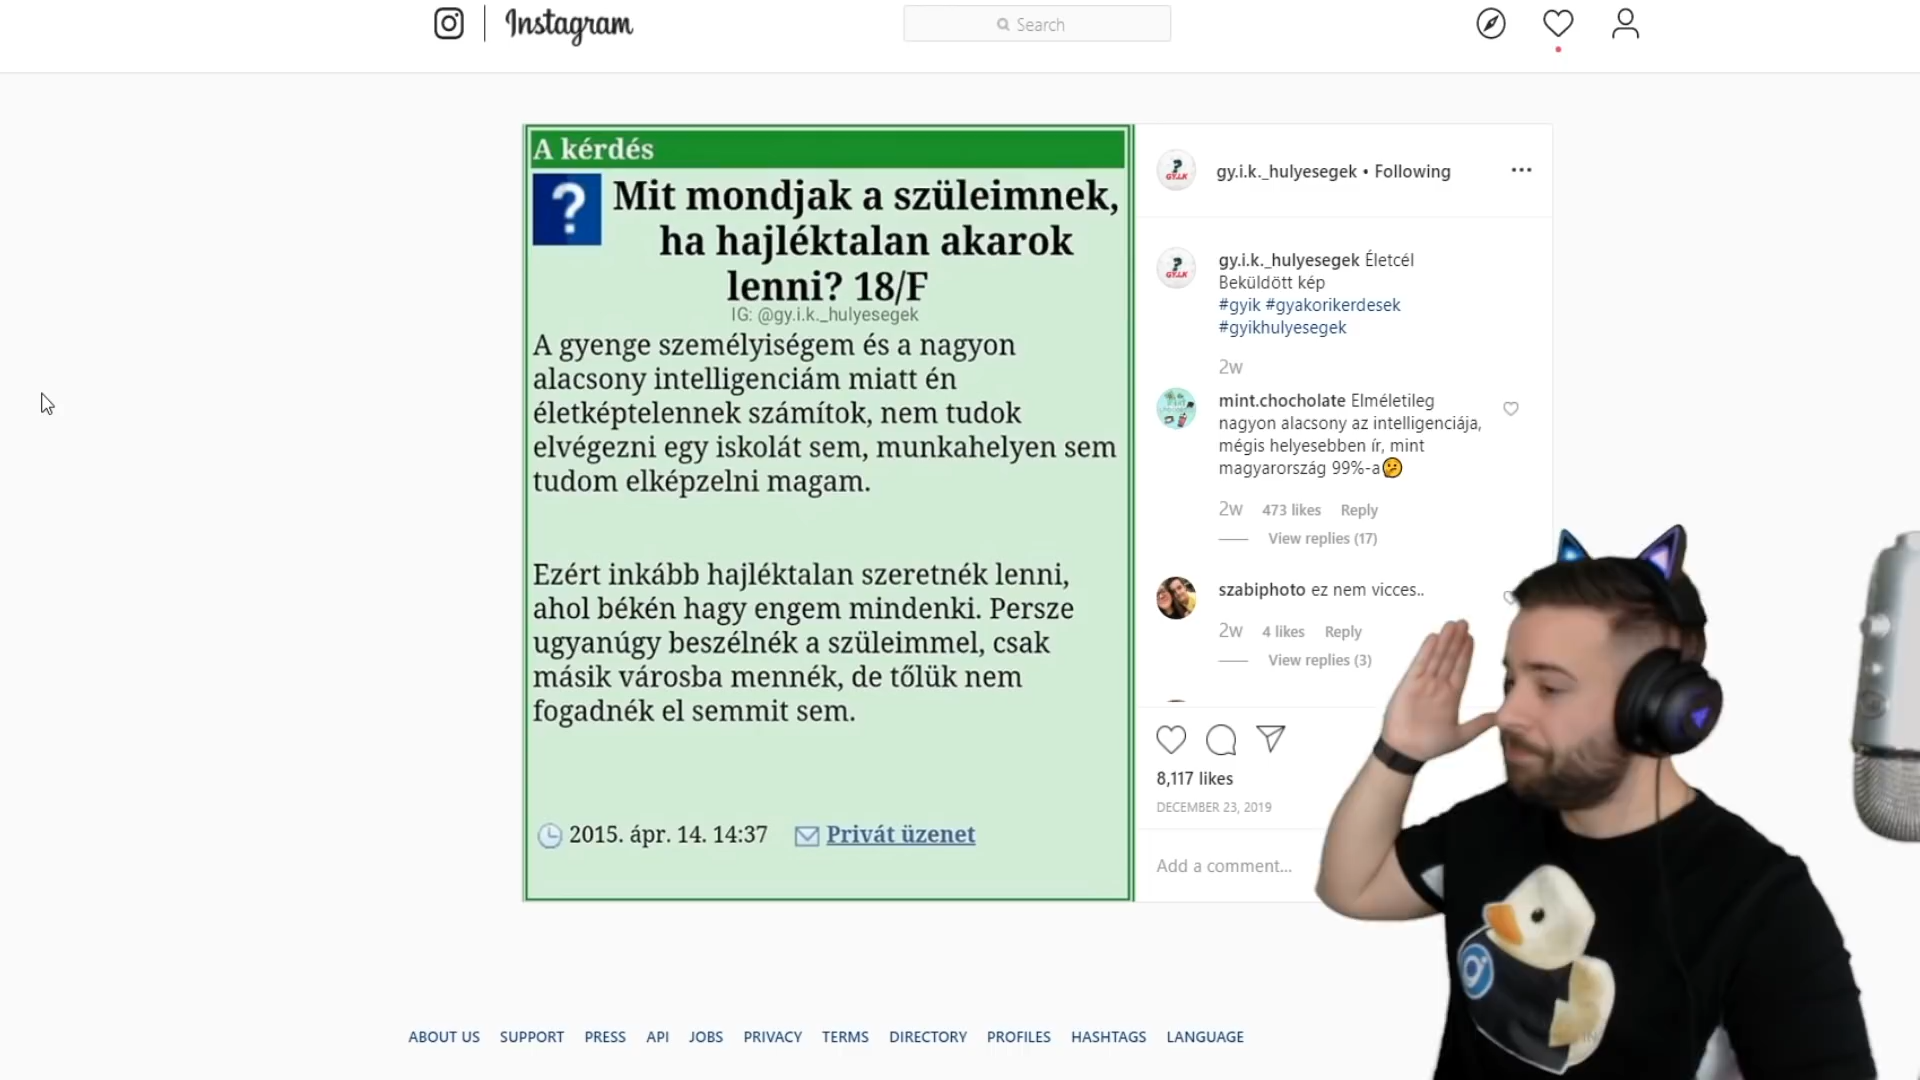 Instagram
Search
A kérdés
?
Mit mondjak a szüleimnek,
ha hajléktalan akarok
lenni? 18/F
IG: @gy.i.k._hulyesegek
A gyenge személyiségem és a nagyon
alacsony intelligenciám miatt én
életképtelennek számítok, nem tudok
elvégezni egy iskolát sem, munkahelyen sem
tudom elképzelni magam.
Ezért inkább hajléktalan szeretnék lenni,
ahol békén hagy engem mindenki. Persze
ugyanúgy beszélnék a szüleimmel, csak
másik városba mennék, de tőlük nem
fogadnék el semmit sem.
2015. ápr. 14. 14:37 Privát üzenet
? GY.I.K
gy.i.k._hulyesegek • Following
? GY.I.K
gy.i.k._hulyesegek Életcél
Beküldött kép
#gyik #gyakorikerdesek
#gyikhulyesegek
2w
mint.chocholate Elméletileg
nagyon alacsony az intelligenciája,
mégis helyesebben ír, mint
magyarország 99%-a🤔
2w 473 likes Reply
View replies (17)
szabiphoto ez nem vicces..
2w 4 likes Reply
View replies (3)
8,117 likes
DECEMBER 23, 2019
Add a comment...
ABOUT US SUPPORT PRESS API JOBS PRIVACY TERMS DIRECTORY PROFILES HASHTAGS LANGUAGE